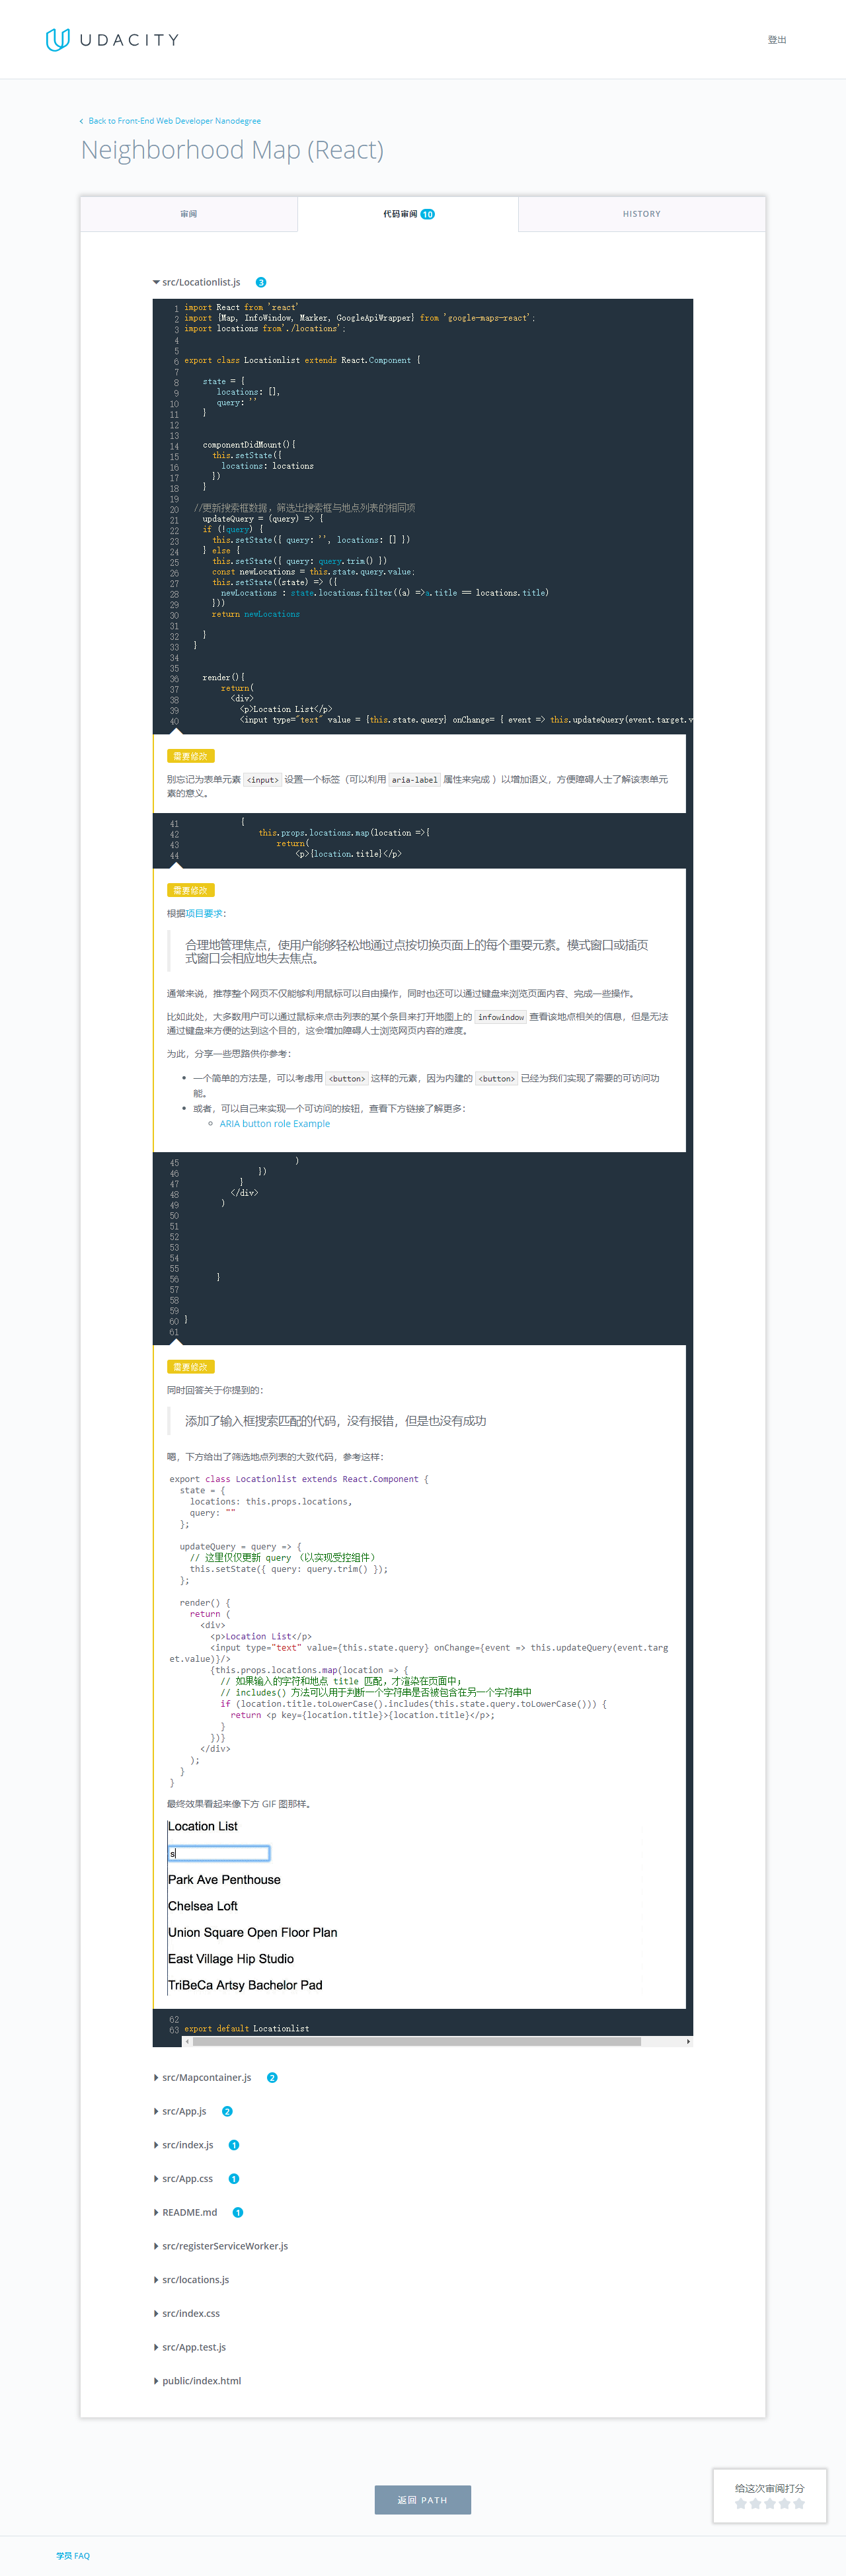 UDACITY
登出
Back to Front-End Web Developer Nanodegree
Neighborhood Map (React)
审阅
代码审阅 10
HISTORY
src/Locationlist.js 3
1 import React from 'react'
2 import {Map, InfoWindow, Marker, GoogleApiWrapper} from 'google-maps-react';
3 import locations from'./locations';
4
5
6 export class Locationlist extends React.Component {
7
8 state = {
9 locations: [],
10 query: ''
11 }
12
13
14 componentDidMount(){
15 this.setState({
16 locations: locations
17 })
18 }
19
20 //更新搜索框数据, 筛选出搜索框与地点列表的相同项
21 updateQuery = (query) => {
22 if (!query) {
23 this.setState({ query: '', locations: [] })
24 } else {
25 this.setState({ query: query.trim() })
26 const newLocations = this.state.query.value;
27 this.setState((state) => ({
28 newLocations : state.locations.filter((a) =>a.title == locations.title)
29 }))
30 return newLocations
31
32 }
33 }
34
35
36 render(){
37 return(
38 <div>
39 <p>Location List</p>
40 <input type="text" value = {this.state.query} onChange= { event => this.updateQuery(event.target.v
需要修改
别忘记为表单元素 <input> 设置一个标签（可以利用 aria-label 属性来完成 ）以增加语义，方便障碍人士了解该表单元
素的意义。
41 {
42 this.props.locations.map(location =>{
43 return(
44 <p>{location.title}</p>
需要修改
根据项目要求：
合理地管理焦点，使用户能够轻松地通过点按切换页面上的每个重要元素。模式窗口或插页
式窗口会相应地失去焦点。
通常来说，推荐整个网页不仅能够利用鼠标可以自由操作，同时也还可以通过键盘来浏览页面内容、完成一些操作。
比如此处，大多数用户可以通过鼠标来点击列表的某个条目来打开地图上的 infowindow 查看该地点相关的信息，但是无法
通过键盘来方便的达到这个目的，这会增加障碍人士浏览网页内容的难度。
为此，分享一些思路供你参考：
• 一个简单的方法是，可以考虑用 <button> 这样的元素，因为内建的 <button> 已经为我们实现了需要的可访问功
能。
• 或者，可以自己来实现一个可访问的按钮，查看下方链接了解更多：
◦ ARIA button role Example
45 )
46 })
47 }
48 </div>
49 )
50
51
52
53
54
55
56 }
57
58
59
60 }
61
需要修改
同时回答关于你提到的：
添加了输入框搜索匹配的代码，没有报错，但是也没有成功
嗯，下方给出了筛选地点列表的大致代码，参考这样：
export class Locationlist extends React.Component {
state = {
locations: this.props.locations,
query: ""
};
updateQuery = query => {
// 这里仅仅更新 query （以实现受控组件）
this.setState({ query: query.trim() });
};
render() {
return (
<div>
<p>Location List</p>
<input type="text" value={this.state.query} onChange={event => this.updateQuery(event.targ
et.value)}/>
{this.props.locations.map(location => {
// 如果输入的字符和地点 title 匹配，才渲染在页面中；
// includes() 方法可以用于判断一个字符串是否被包含在另一个字符串中
if (location.title.toLowerCase().includes(this.state.query.toLowerCase())) {
return <p key={location.title}>{location.title}</p>;
}
})}
</div>
);
}
}
最终效果看起来像下方 GIF 图那样。
Location List
s
Park Ave Penthouse
Chelsea Loft
Union Square Open Floor Plan
East Village Hip Studio
TriBeCa Artsy Bachelor Pad
62
63 export default Locationlist
src/Mapcontainer.js 2
src/App.js 2
src/index.js 1
src/App.css 1
README.md 1
src/registerServiceWorker.js
src/locations.js
src/index.css
src/App.test.js
public/index.html
返回 PATH
给这次审阅打分
学员 FAQ